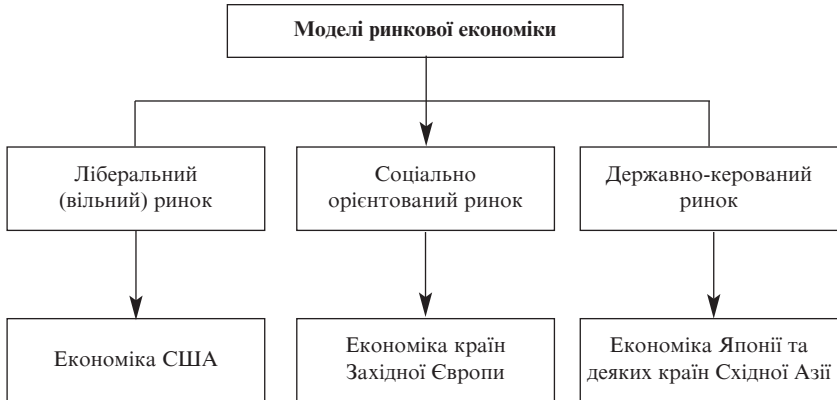 Моделі ринкової економіки
Ліберальний
(вільний) ринок
Соціально
орієнтований ринок
Державно-керований
ринок
Економіка США
Економіка країн
Західної Європи
Економіка Японії та
деяких країн Східної Азії